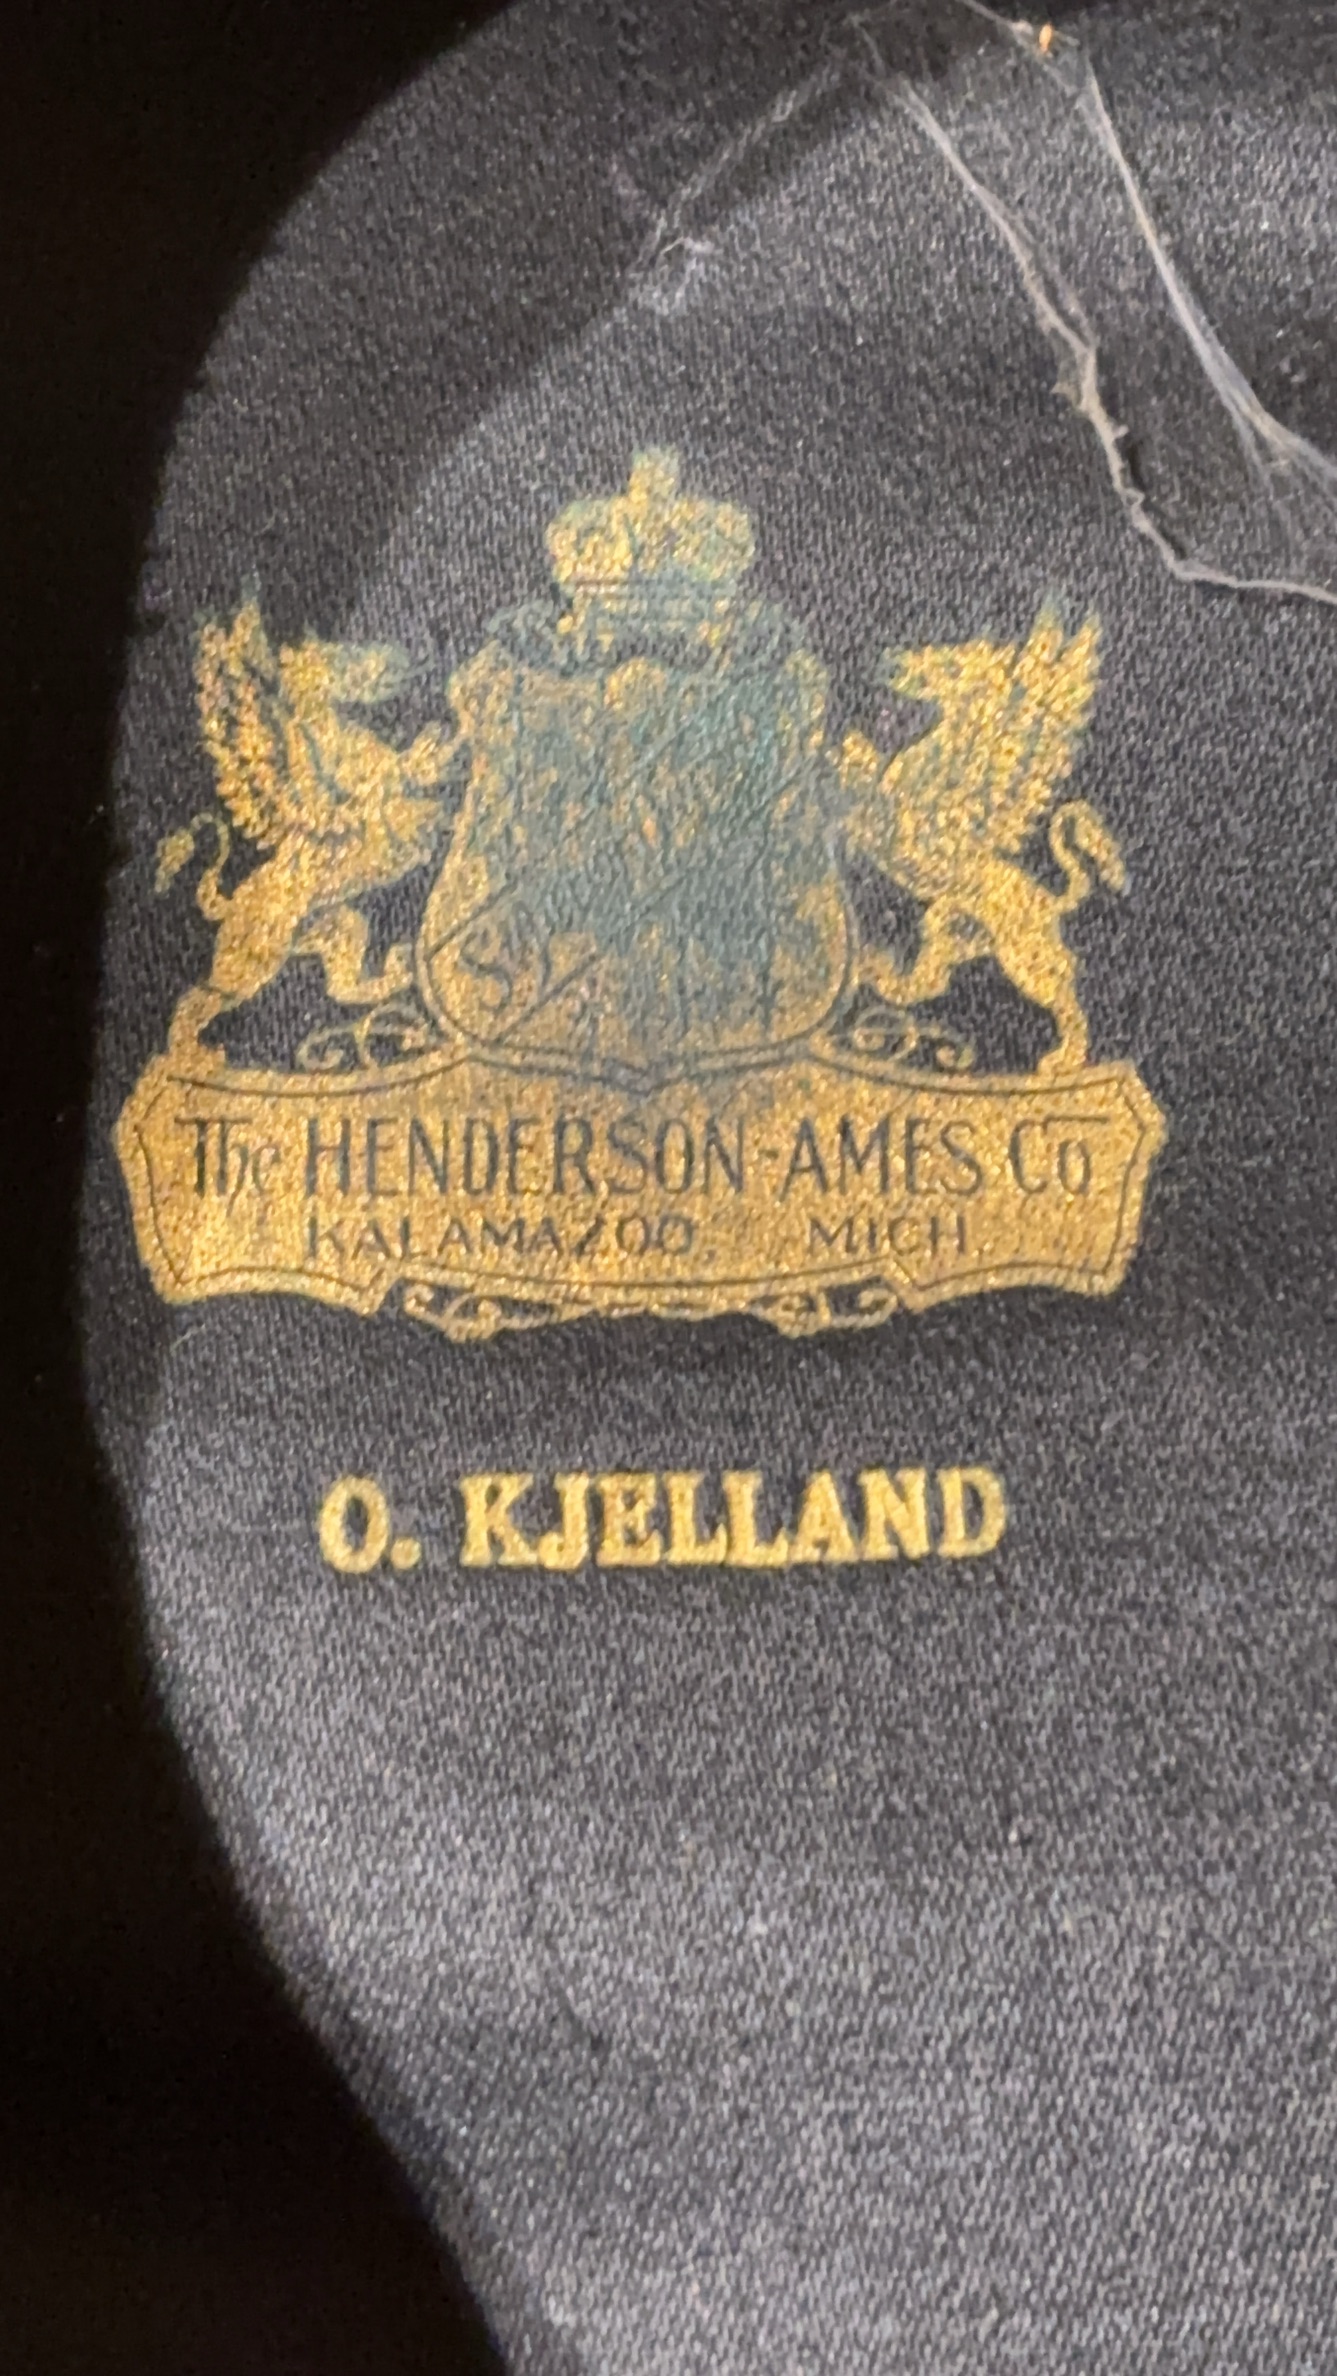 The HENDERSON-AMES Co
KALAMAZOO, MICH.
O. KJELLAND